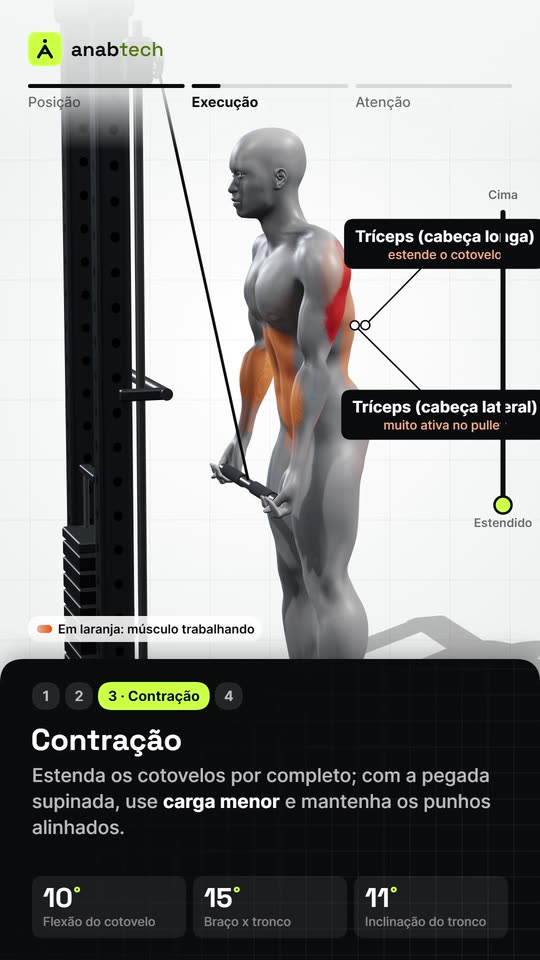 anabtech
Posição
Execução
Atenção
Cima
Tríceps (cabeça longa)
estende o cotovelo
Tríceps (cabeça lateral)
muito ativa no
Estendido
Em laranja: músculo trabalhando
1
2
3 · Contração
4
Contração
Estenda os cotovelos por completo; com a pegada
supinada, use carga menor e mantenha os punhos
alinhados.
10°
15°
11°
Flexão do cotovelo
Braço x tronco
Inclinação do tronco